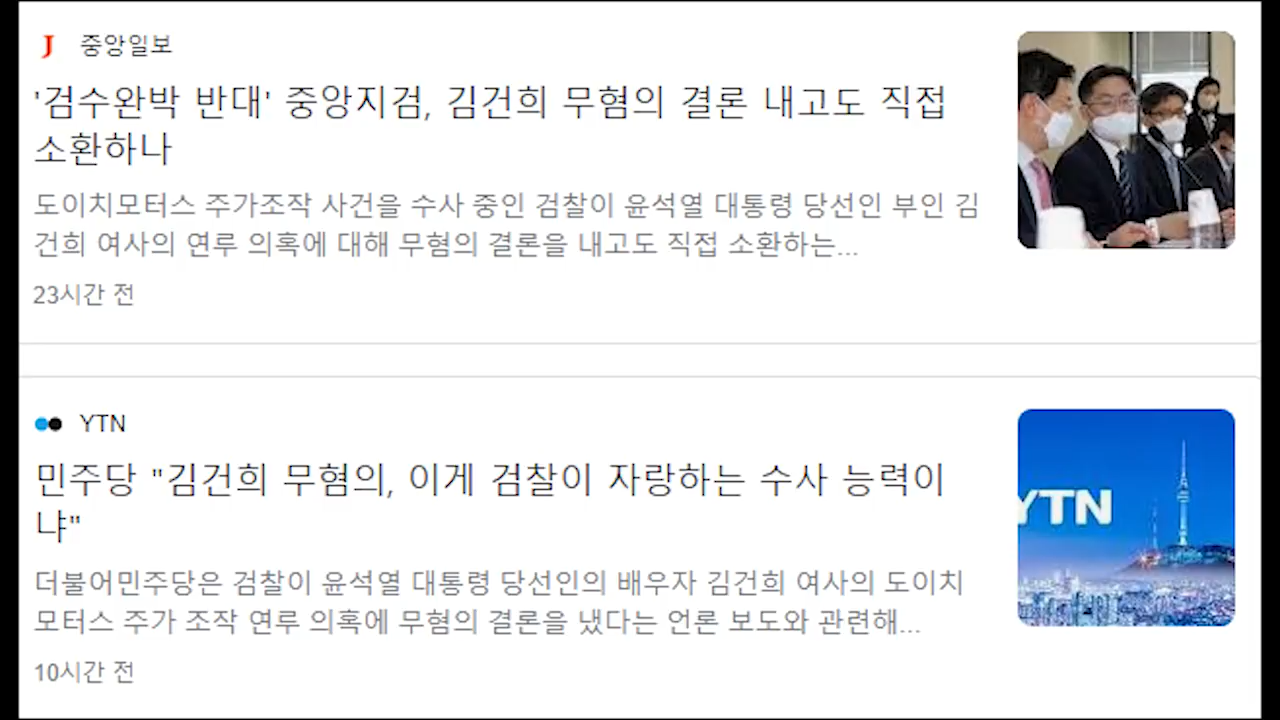 J 중앙일보
'검수완박 반대' 중앙지검, 김건희 무혐의 결론 내고도 직접
소환하나
도이치모터스 주가조작 사건을 수사 중인 검찰이 윤석열 대통령 당선인 부인 김
건희 여사의 연루 의혹에 대해 무혐의 결론을 내고도 직접 소환하는...
23시간 전
YTN
민주당 "김건희 무혐의, 이게 검찰이 자랑하는 수사 능력이
냐"
YTN
더불어민주당은 검찰이 윤석열 대통령 당선인의 배우자 김건희 여사의 도이치
모터스 주가 조작 연루 의혹에 무혐의 결론을 냈다는 언론 보도와 관련해...
10시간 전